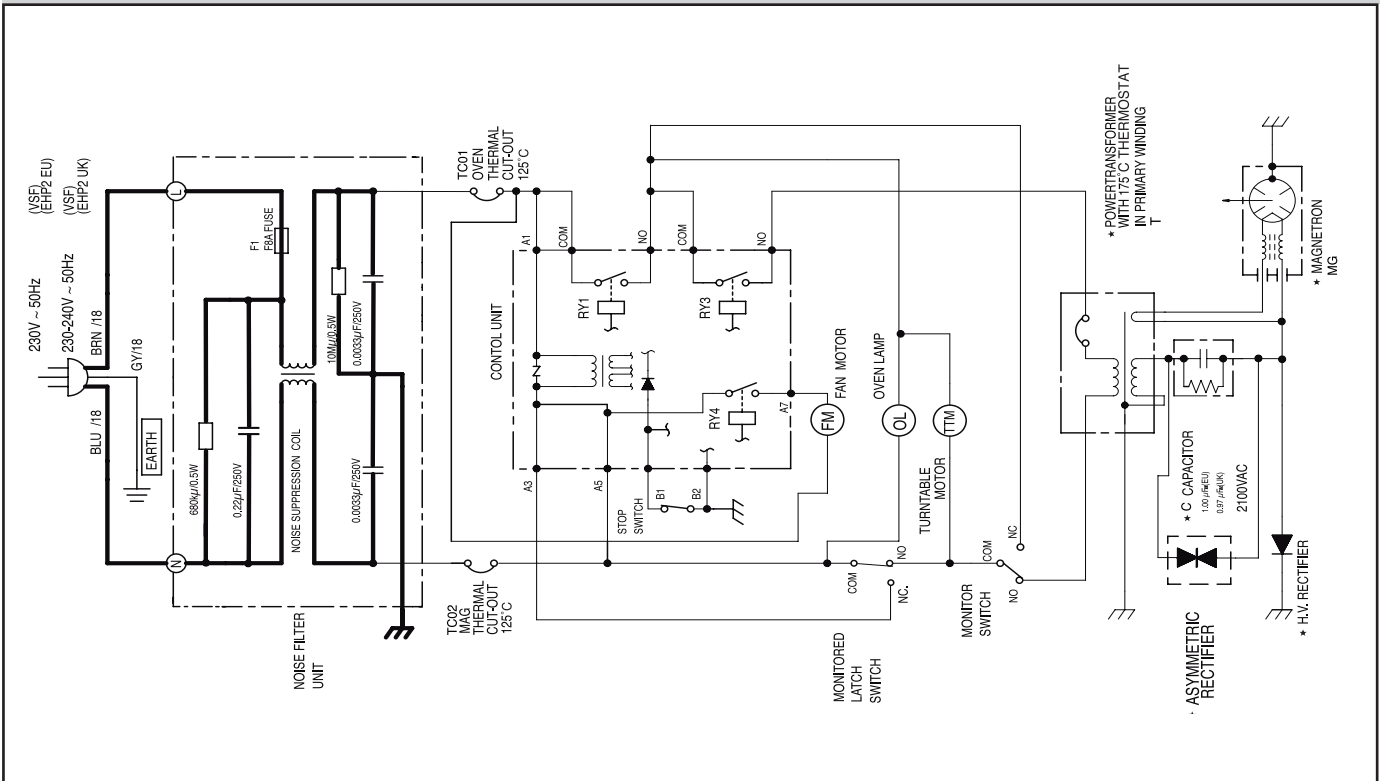 (VSF)
(EHP2 EU)
(VSF)
(EHP2 UK)
230V ~ 50Hz
230-240V ~ 50Hz
BRN /18
GY/18
BLU /18
EARTH
L
N
F1
F8A FUSE
680kµ/0.5W
0.22µF/250V
NOISE SUPPRESSION COIL
10Mµ/0.5W
0.0033µF/250V
0.0033µF/250V
NOISE FILTER
UNIT
TC01
OVEN
THERMAL
CUT-OUT
125°C
TC02
MAG
THERMAL
CUT-OUT
125°C
CONTOL UNIT
A1
COM
NO
COM
NO
RY1
RY3
RY4
A7
A3
A5
STOP
SWITCH
B1
B2
FAN MOTOR
FM
OVEN LAMP
OL
TTM
TURNTABLE
MOTOR
COM
NO
NC.
MONITORED
LATCH
SWITCH
MONITOR
SWITCH
COM
NC
NO
★ POWERTRANSFORMER
WITH 175°C THERMOSTAT
IN PRIMARY WINDING
T
★ MAGNETRON
MG
★ C CAPACITOR
2100VAC
★ ASYMMETRIC
RECTIFIER
★ H.V. RECTIFIER